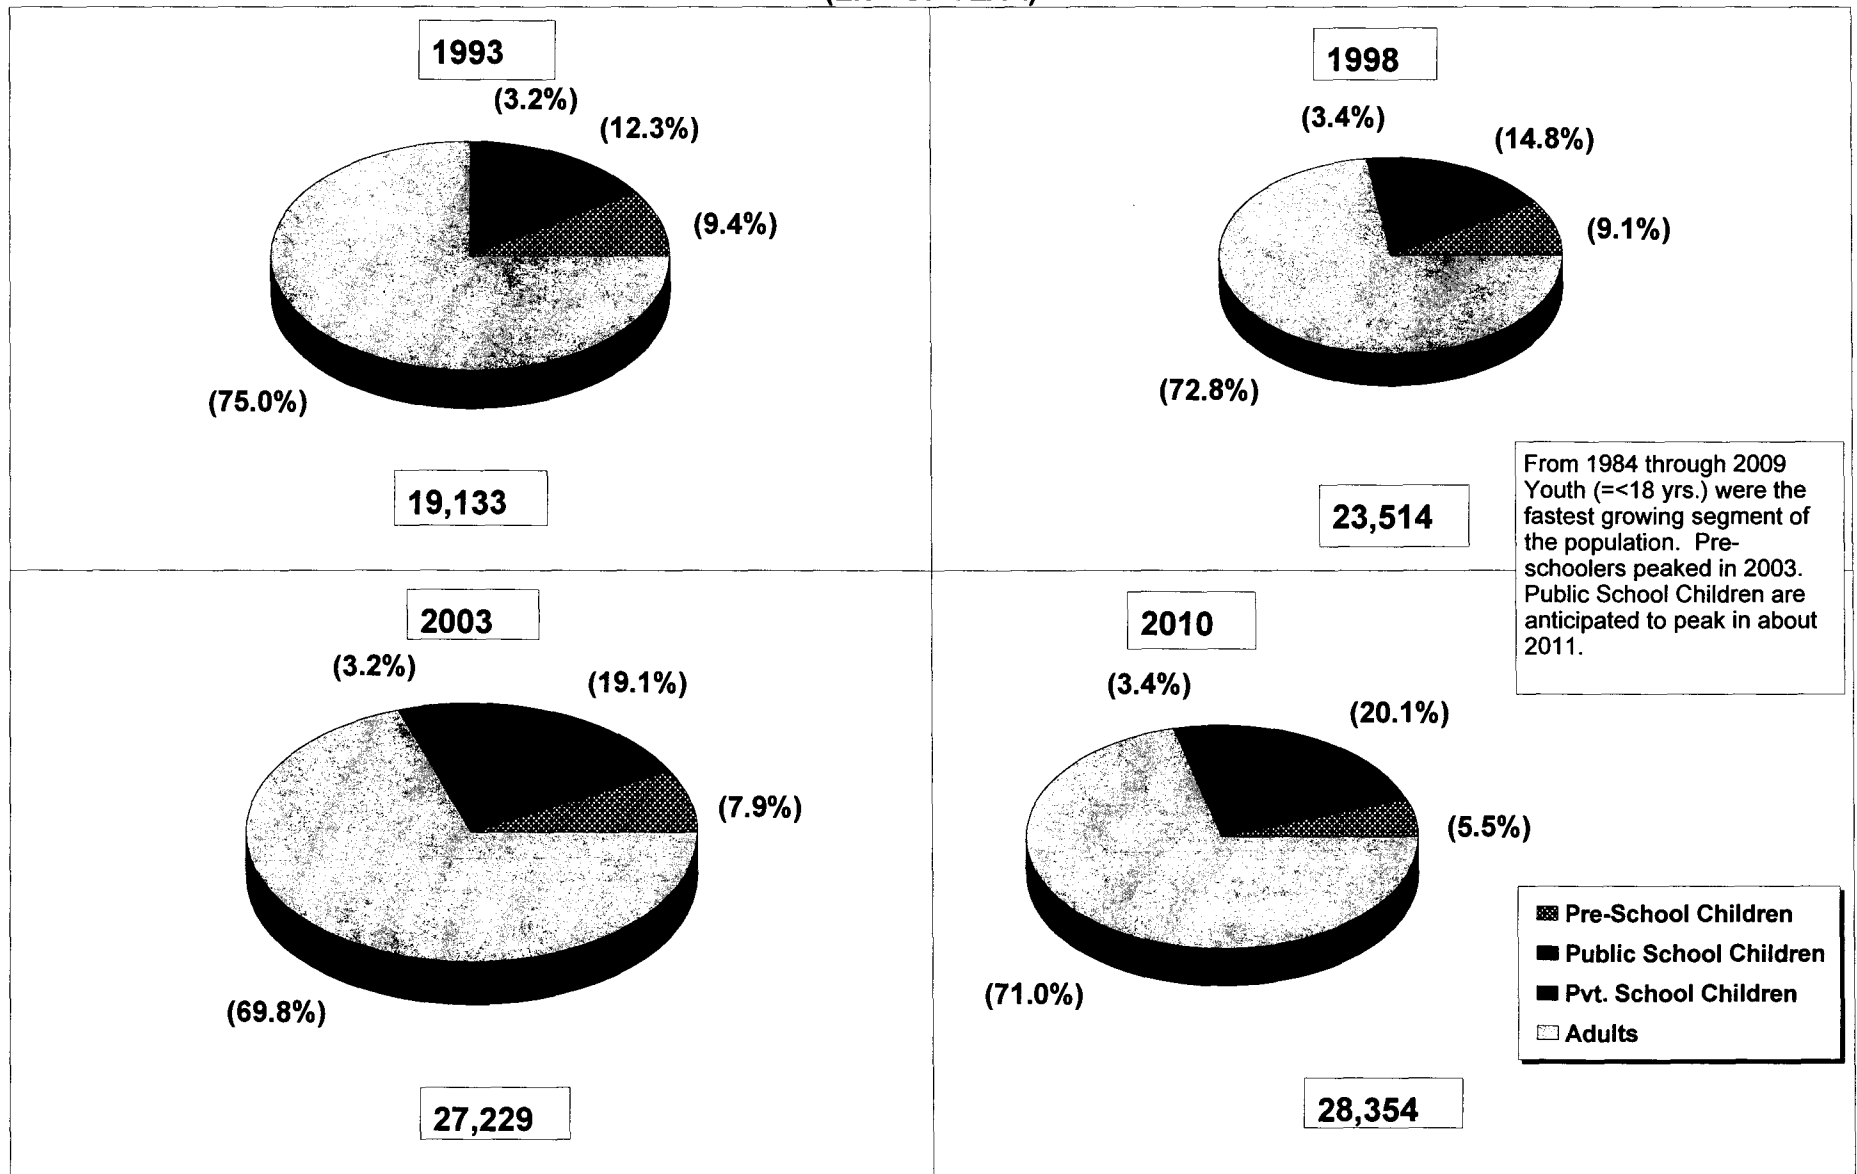 1993
(3.2%)
(12.3%)
(9.4%)
(75.0%)
19,133
1998
(3.4%)
(14.8%)
(9.1%)
(72.8%)
23,514
From 1984 through 2009
Youth (=<18 yrs.) were the
fastest growing segment of
the population. Pre-
schoolers peaked in 2003.
Public School Children are
anticipated to peak in about
2011.
2003
(3.2%)
(19.1%)
(7.9%)
(69.8%)
27,229
2010
(3.4%)
(20.1%)
(5.5%)
(71.0%)
28,354
Pre-School Children
Public School Children
Pvt. School Children
Adults